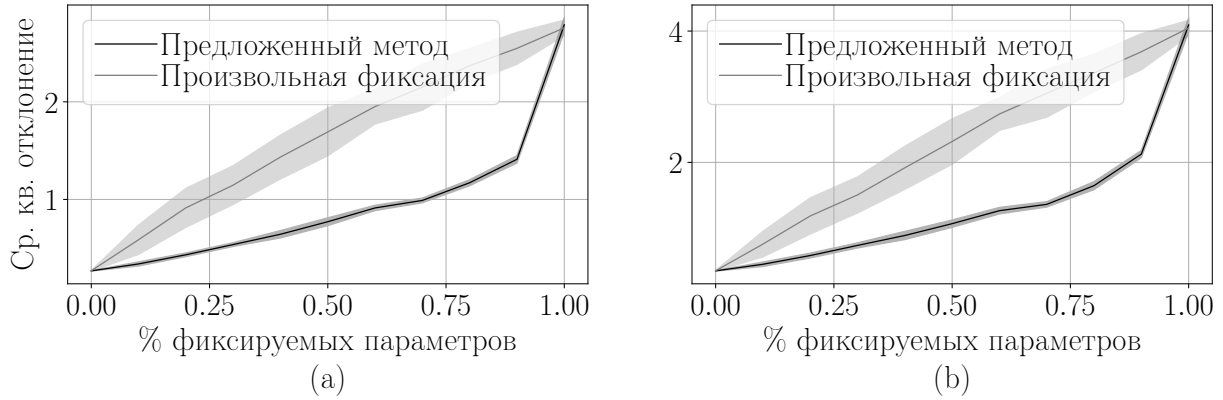 Ср. кв. отклонение
2
1
Предложенный метод
Произвольная фиксация
0.00 0.25 0.50 0.75 1.00
% фиксируемых параметров
(a)
4
2
Предложенный метод
Произвольная фиксация
0.00 0.25 0.50 0.75 1.00
% фиксируемых параметров
(b)